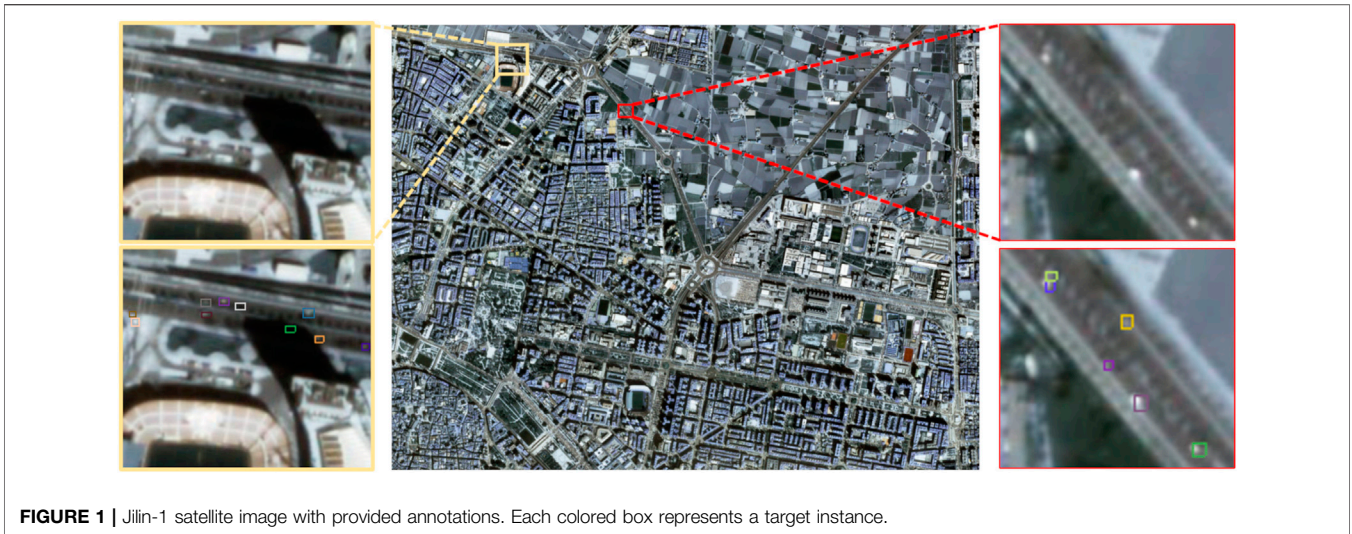 FIGURE 1 | Jilin-1 satellite image with provided annotations. Each colored box represents a target instance.